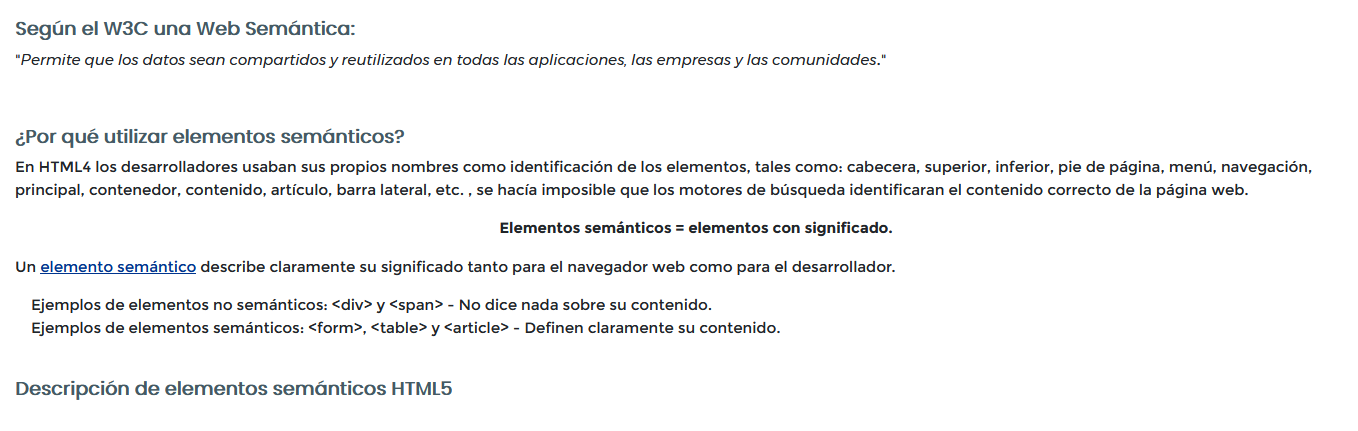 Según el W3C una Web Semántica:
"Permite que los datos sean compartidos y reutilizados en todas las aplicaciones, las empresas y las comunidades."
¿Por qué utilizar elementos semánticos?
En HTML4 los desarrolladores usaban sus propios nombres como identificación de los elementos, tales como: cabecera, superior, inferior, pie de página, menú, navegación,
principal, contenedor, contenido, artículo, barra lateral, etc. , se hacía imposible que los motores de búsqueda identificaran el contenido correcto de la página web.
Elementos semánticos = elementos con significado.
Un elemento semántico describe claramente su significado tanto para el navegador web como para el desarrollador.
Ejemplos de elementos no semánticos: <div> y <span> - No dice nada sobre su contenido.
Ejemplos de elementos semánticos: <form>, <table> y <article> - Definen claramente su contenido.
Descripción de elementos semánticos HTML5